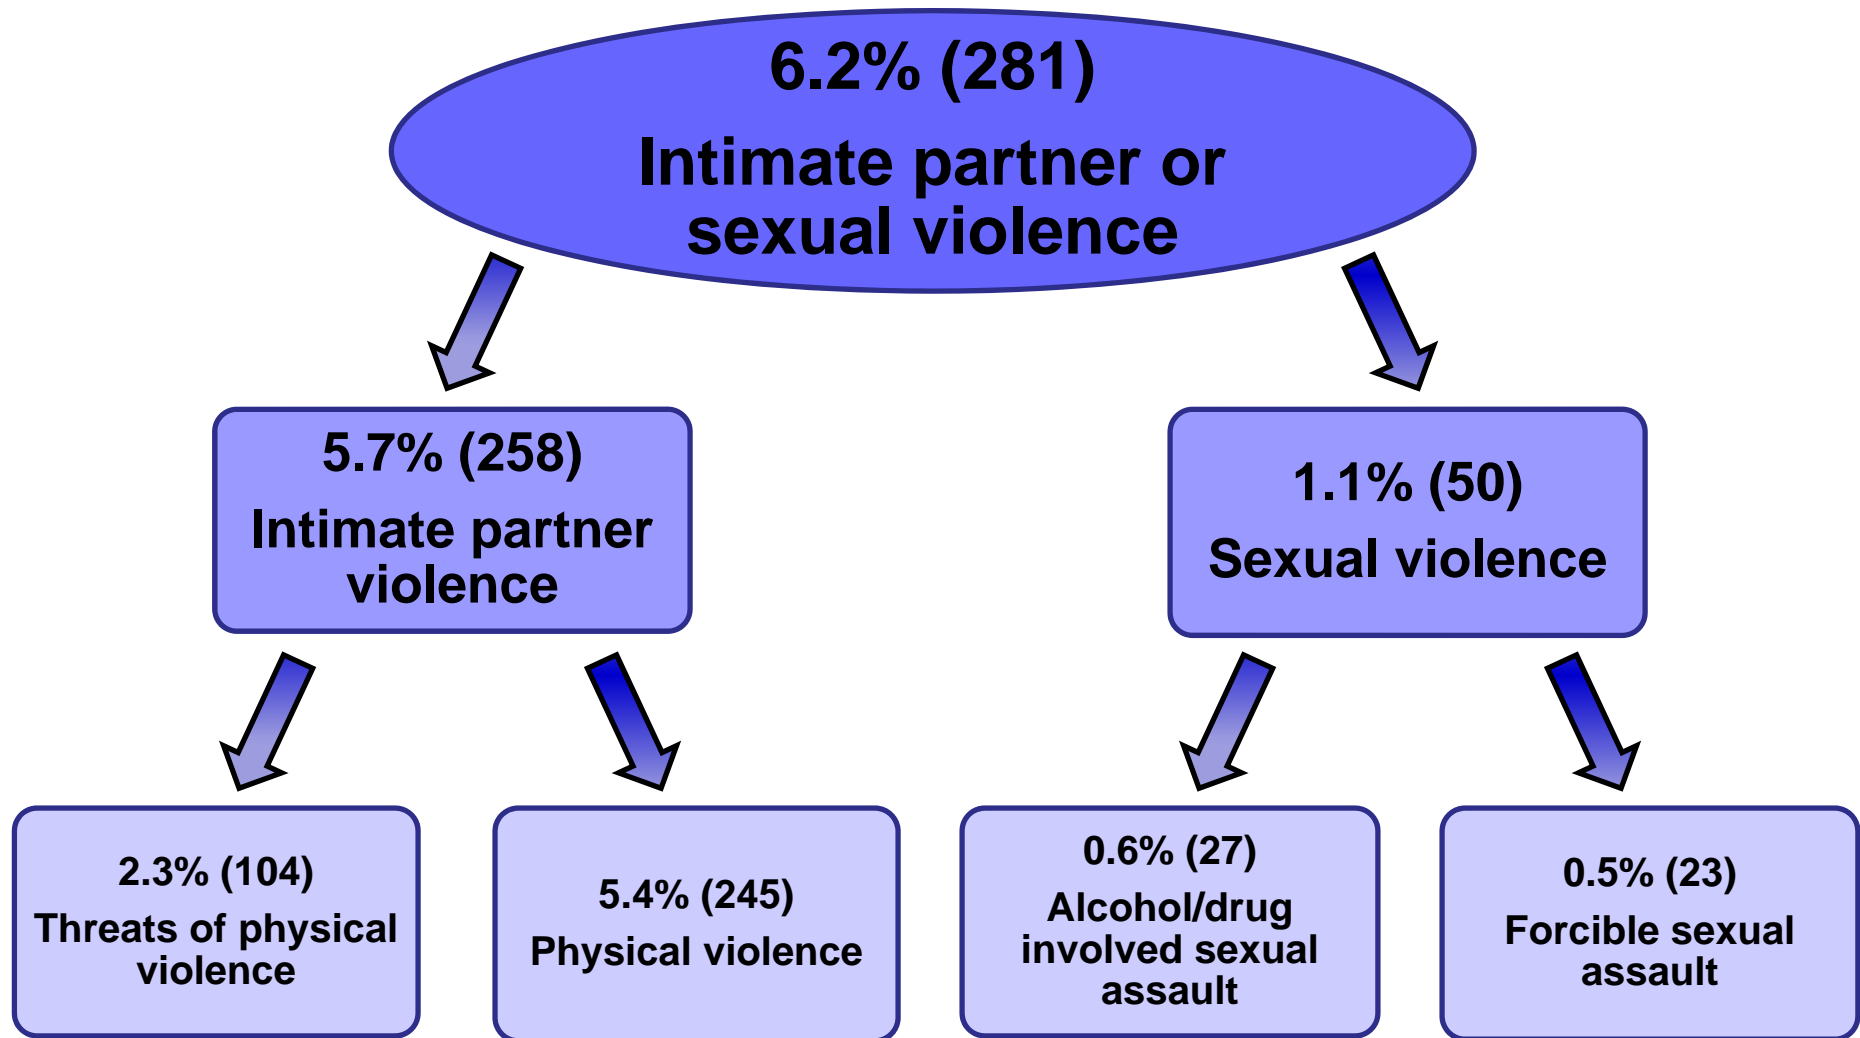 6.2% (281)
Intimate partner or
sexual violence
5.7% (258)
Intimate partner
violence
1.1% (50)
Sexual violence
2.3% (104)
Threats of physical
violence
5.4% (245)
Physical violence
0.6% (27)
Alcohol/drug
involved sexual
assault
0.5% (23)
Forcible sexual
assault